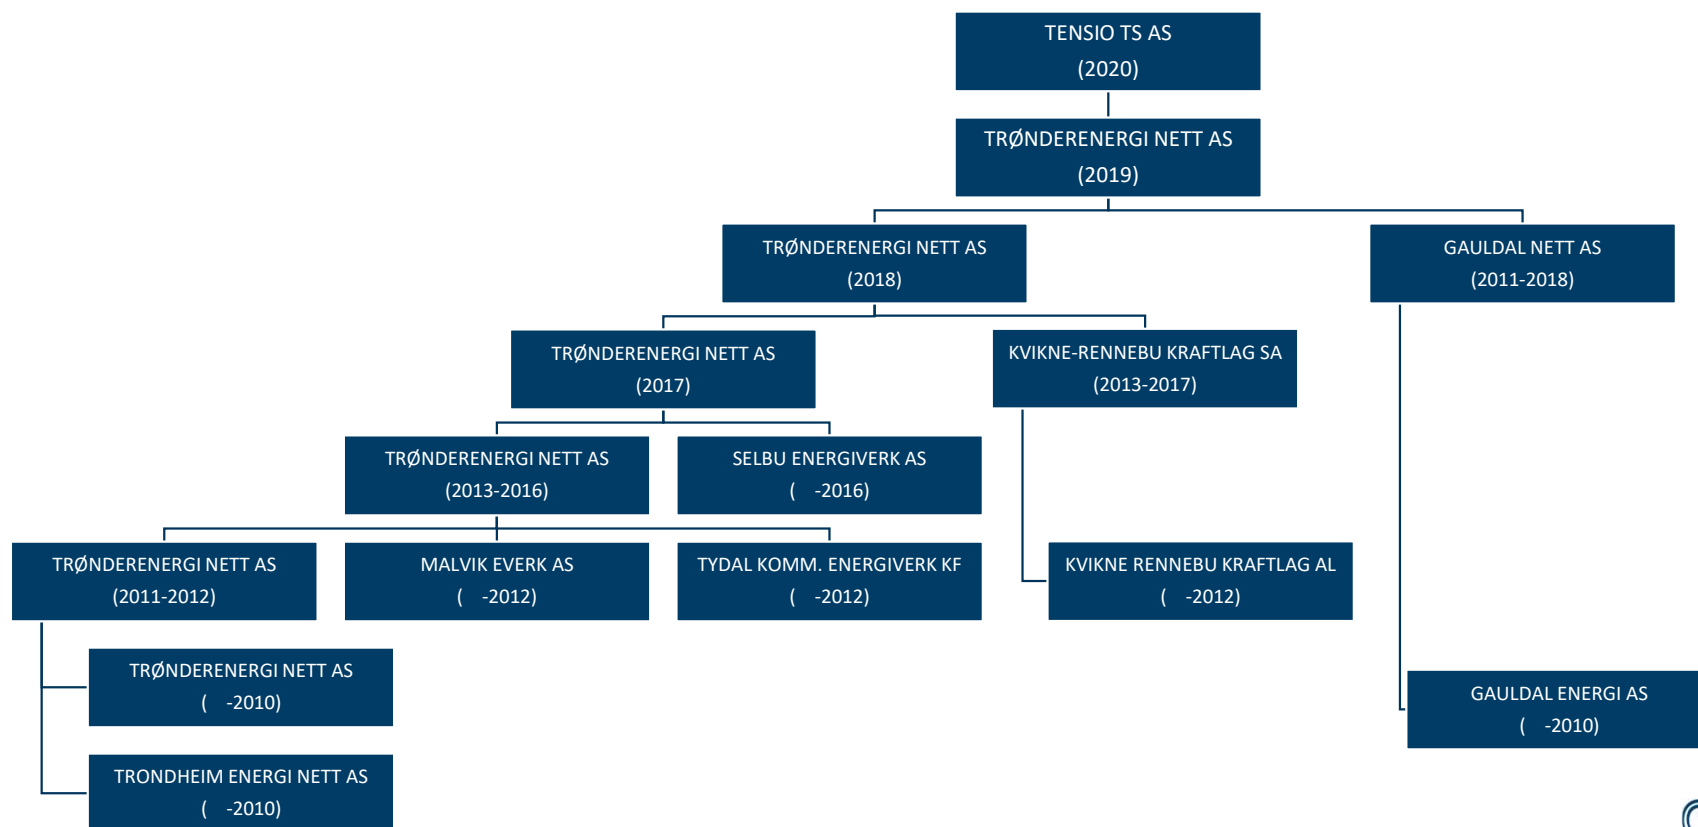 TENSIO TS AS
(2020)
TRØNDERENERGI NETT AS
(2019)
TRØNDERENERGI NETT AS
(2018)
GAULDAL NETT AS
(2011-2018)
TRØNDERENERGI NETT AS
(2017)
KVIKNE-RENNEBU KRAFTLAG SA
(2013-2017)
TRØNDERENERGI NETT AS
(2013-2016)
SELBU ENERGIVERK AS
(    -2016)
TRØNDERENERGI NETT AS
(2011-2012)
MALVIK EVERK AS
(    -2012)
TYDAL KOMM. ENERGIVERK KF
(    -2012)
KVIKNE RENNEBU KRAFTLAG AL
(    -2012)
TRØNDERENERGI NETT AS
(    -2010)
GAULDAL ENERGI AS
(    -2010)
TRONDHEIM ENERGI NETT AS
(    -2010)